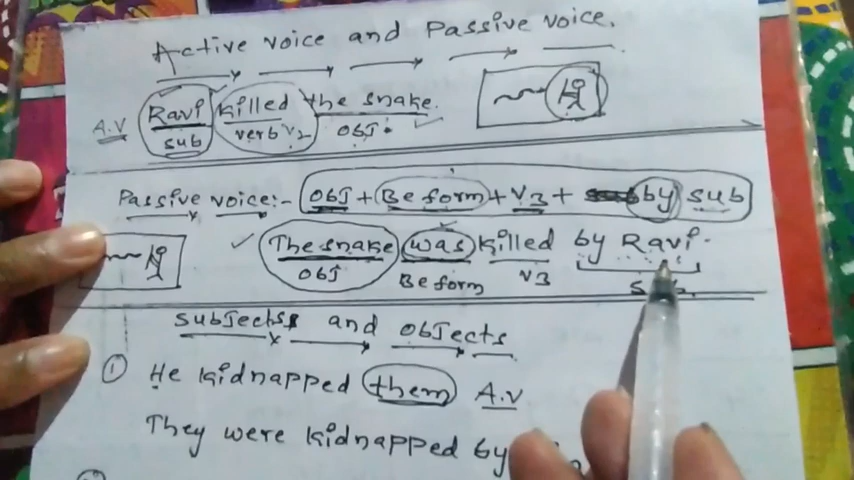 Active voice and Passive voice.
A.V Ravi killed the snake.
sub verb V2 OBJ.
Passive voice:- OBJ + Be form + V3 + by sub
The snake was killed by Ravi.
OBJ Be form V3
subjects and objects
① He kidnapped them A.V
They were kidnapped by